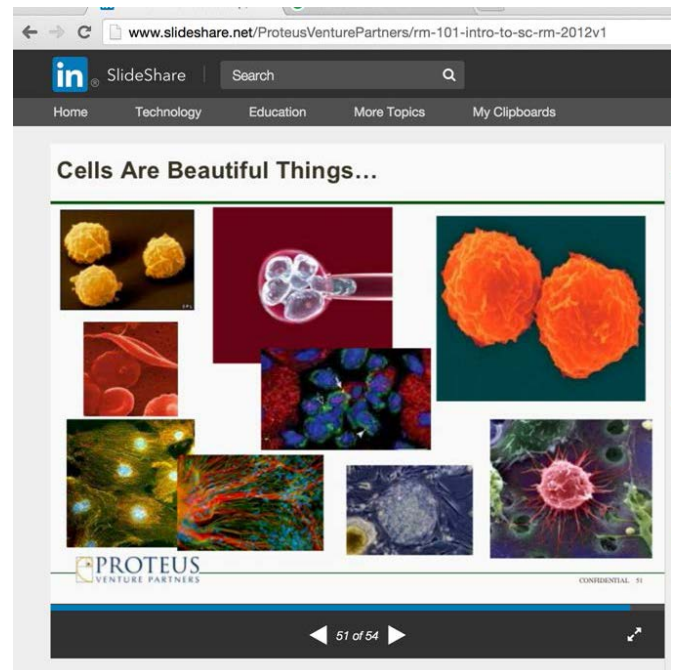 www.slideshare.net/ProteusVenturePartners/rm-101-intro-to-sc-rm-2012v1
in ® SlideShare Search
Home Technology Education More Topics My Clipboards
Cells Are Beautiful Things...
PROTEUS
VENTURE PARTNERS
CONFIDENTIAL 51
51 of 54